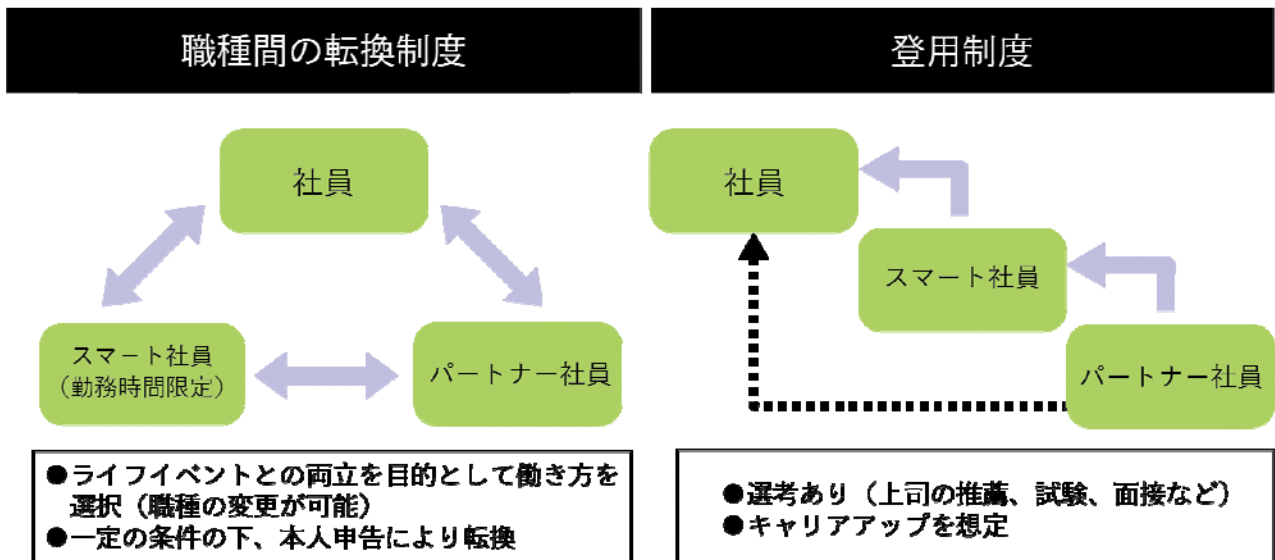 職種間の転換制度
社員
スマート社員
(勤務時間限定)
パートナー社員
●ライフイベントとの両立を目的として働き方を
選択(職種の変更が可能)
●一定の条件の下、本人申告により転換
登用制度
社員
スマート社員
パートナー社員
●選考あり(上司の推薦、試験、面接など)
●キャリアアップを想定